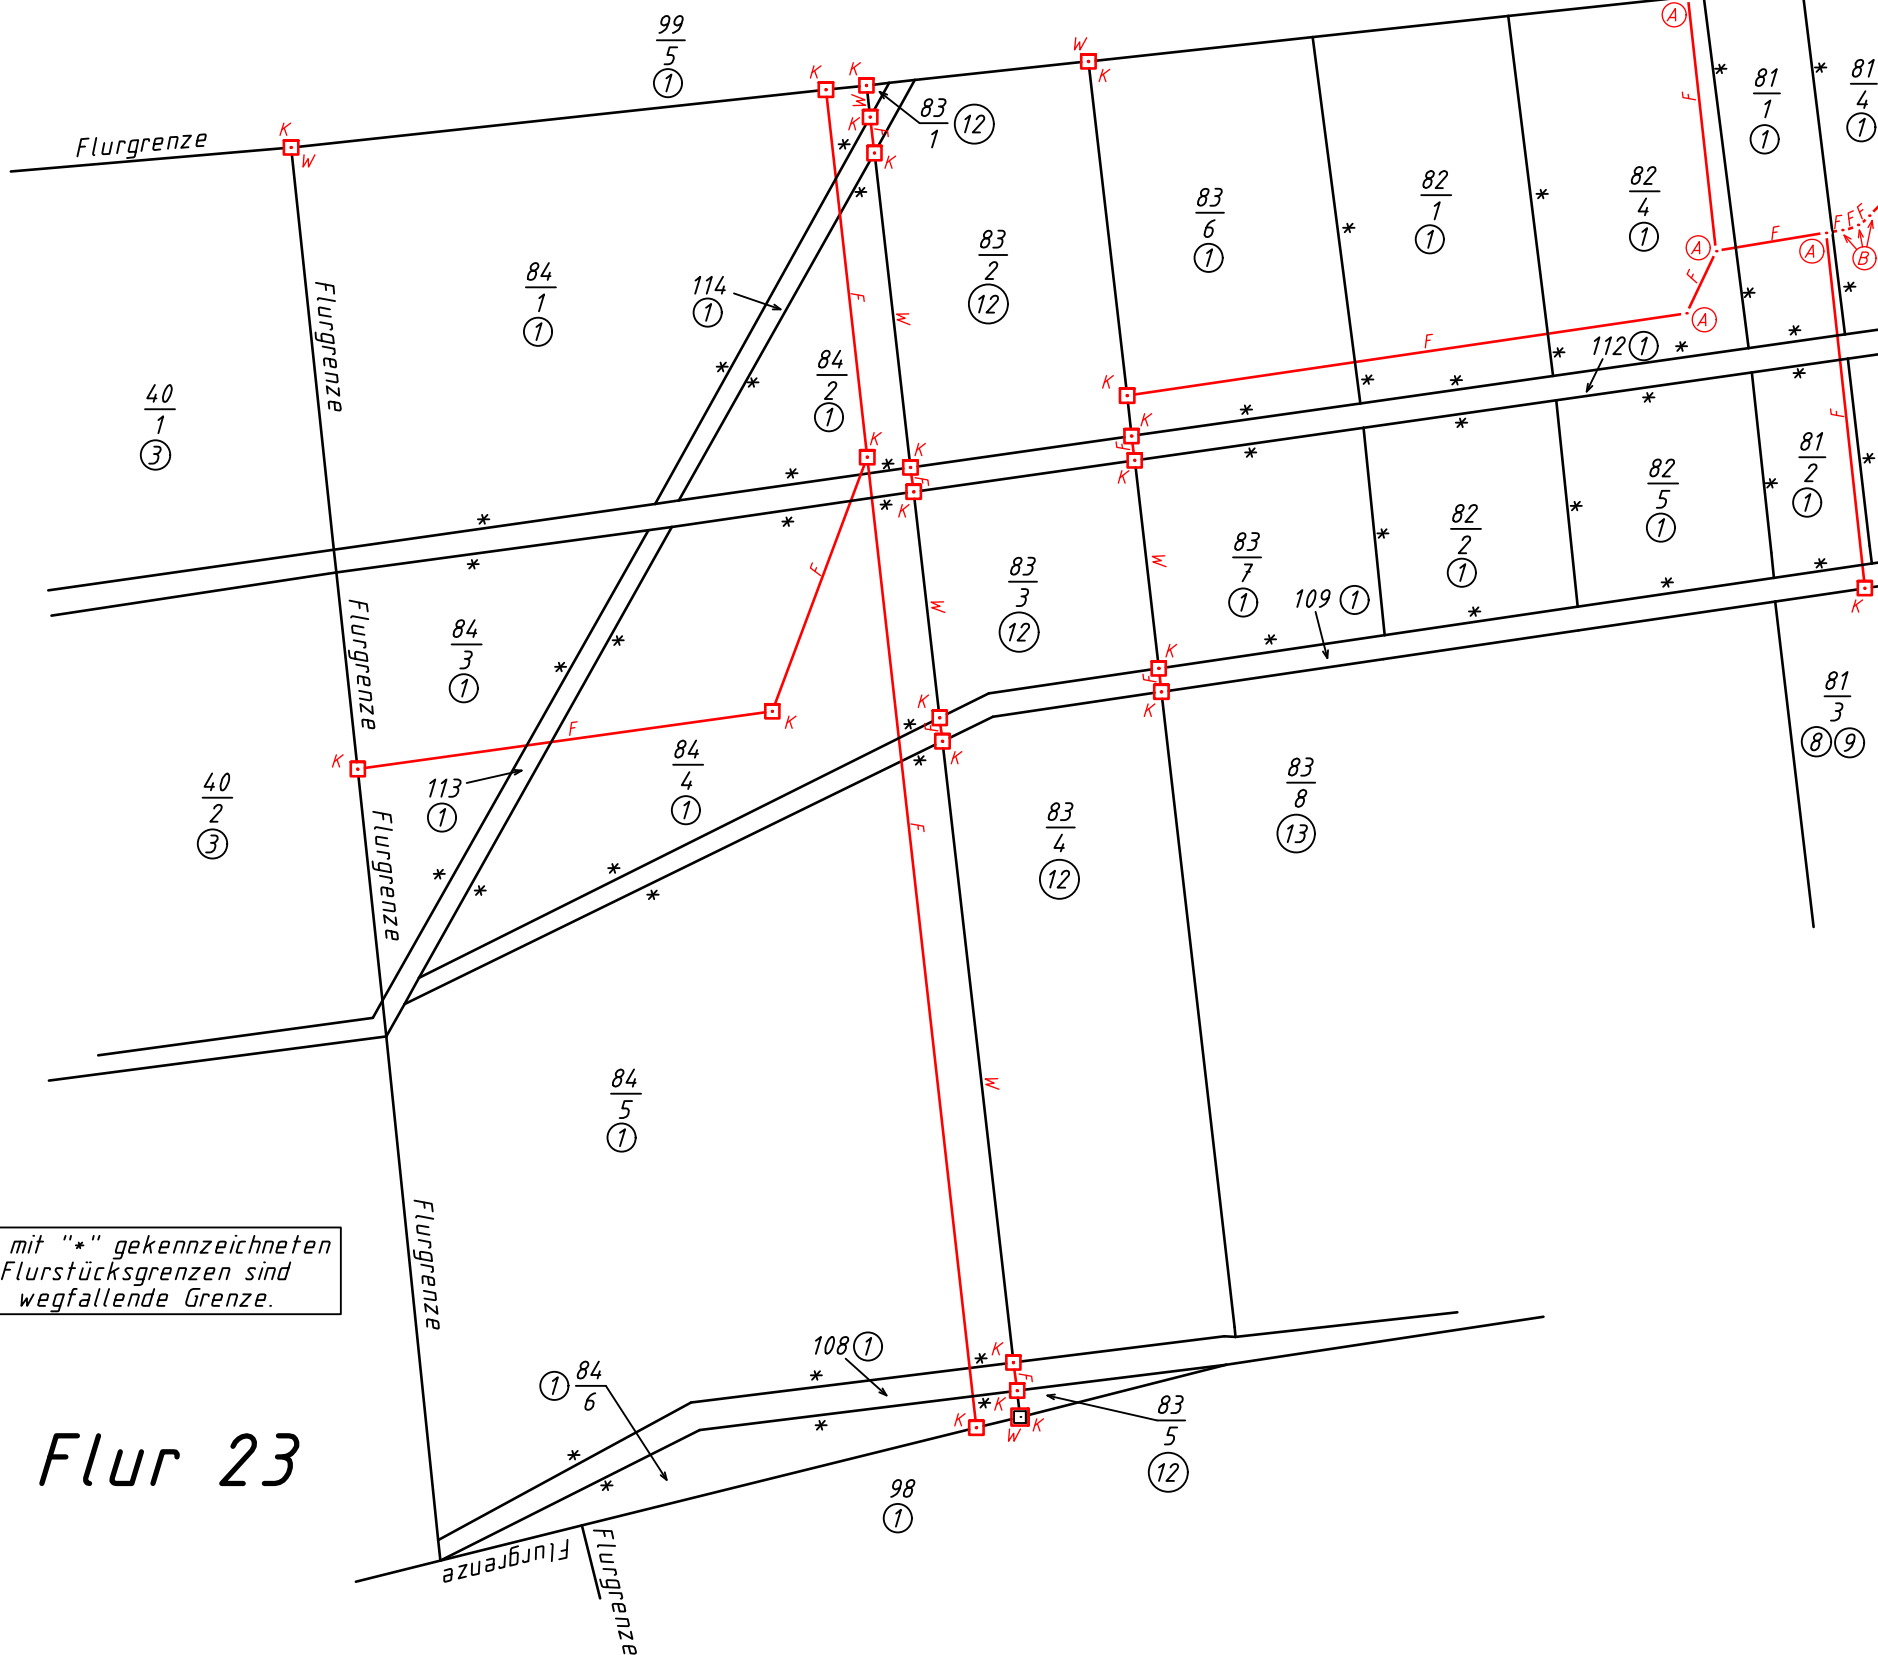 99
5
1
Flurgrenze
K
W
K
K
W
K
F
K
83
1
12
W
K
A
F
81
1
1
81
4
1
84
1
1
114
1
F
83
2
12
W
83
6
1
82
1
1
82
4
1
A
F
F
A
F F F
B
A
F
112 1
Flurgrenze
40
1
3
84
2
1
K
K
F
K
K
K
F
K
F
81
2
1
82
5
1
82
2
1
83
7
1
109 1
K
W
83
3
12
W
F
84
3
1
Flurgrenze
K
F
K
84
4
1
113
1
K
F
K
K
F
K
81
3
8 9
40
2
3
Flurgrenze
F
83
4
12
83
8
13
W
84
5
1
Flurgrenze
mit "*" gekennzeichneten
Flurstücksgrenzen sind
wegfallende Grenze.
108 1
K
F
K
K
W
K
1 84
6
83
5
12
Flur 23
98
1
Flurgrenze
Flurgrenze